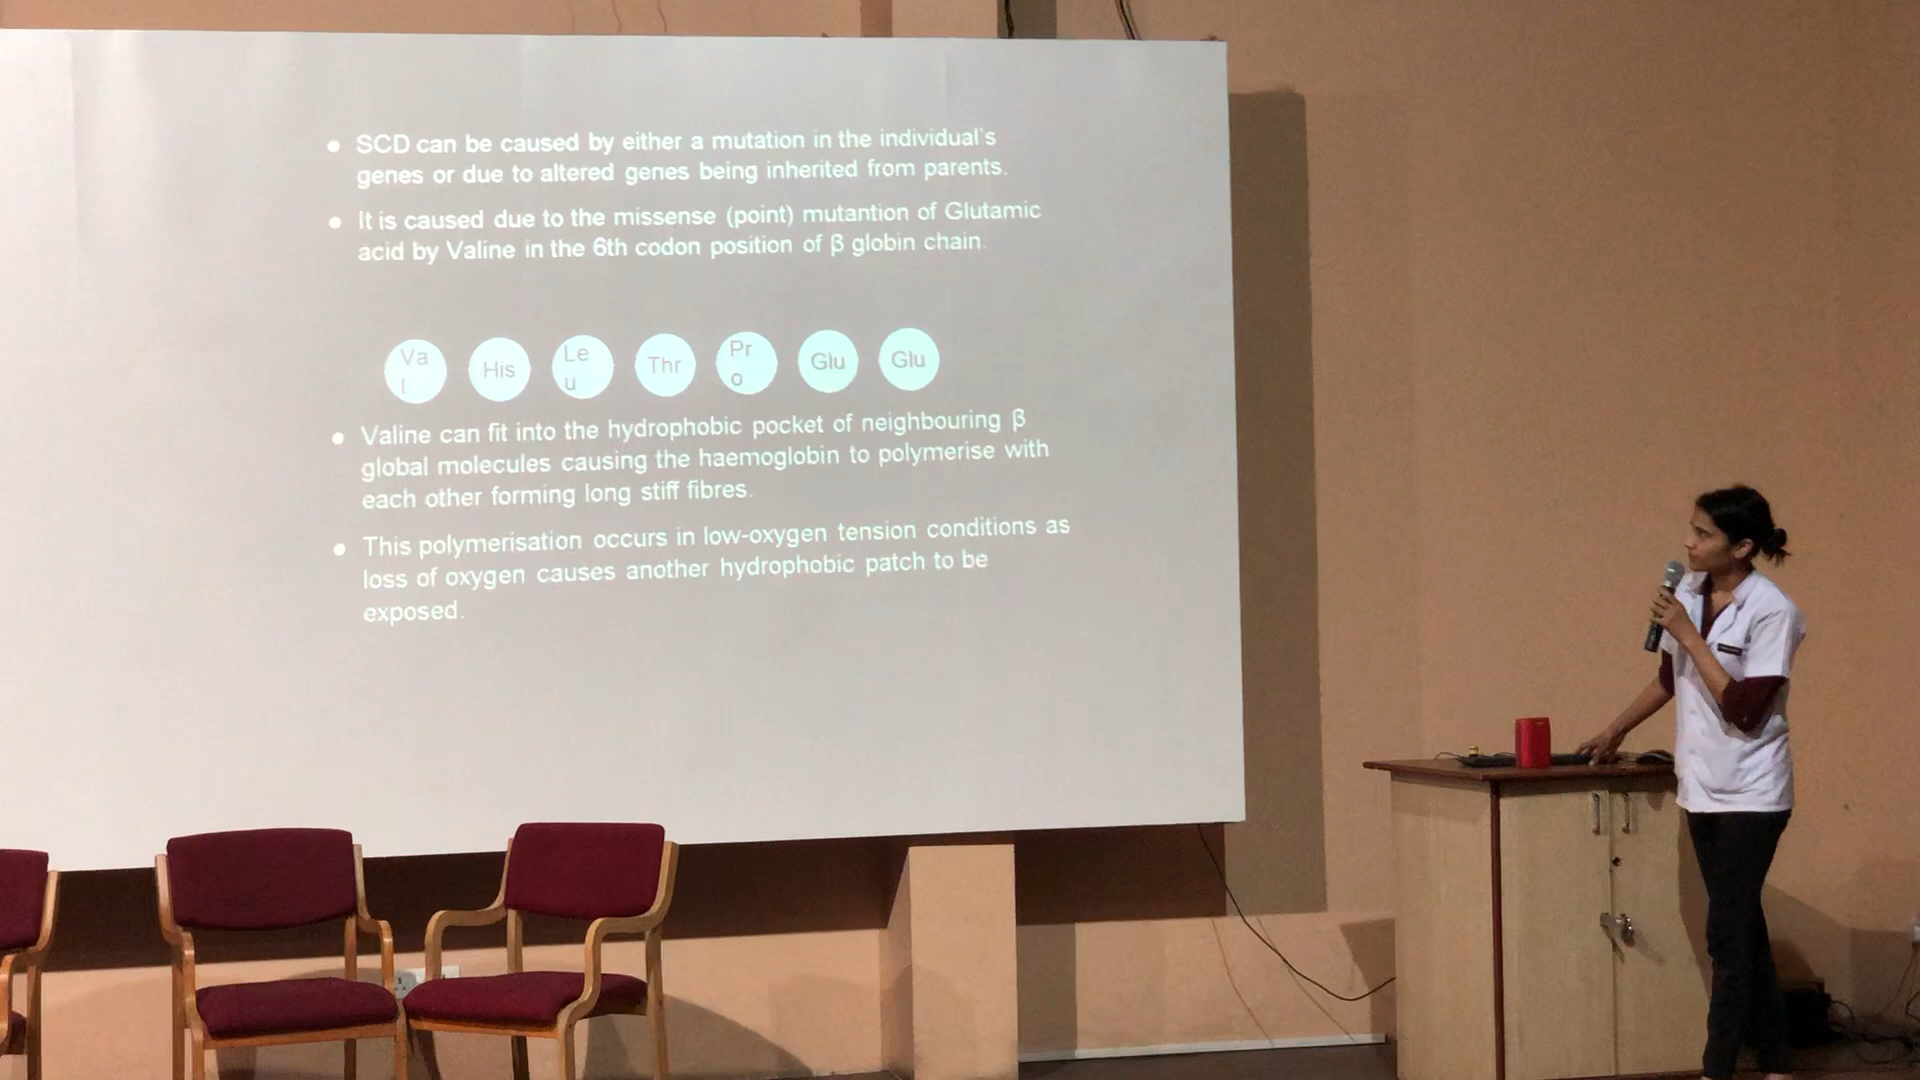 SCD can be caused by either a mutation in the individual's
genes or due to altered genes being inherited from parents.
It is caused due to the missense (point) mutantion of Glutamic
acid by Valine in the 6th codon position of β globin chain.
Va
l
His
Le
u
Thr
Pr
o
Glu
Glu
Valine can fit into the hydrophobic pocket of neighbouring β
global molecules causing the haemoglobin to polymerise with
each other forming long stiff fibres.
This polymerisation occurs in low-oxygen tension conditions as
loss of oxygen causes another hydrophobic patch to be
exposed.